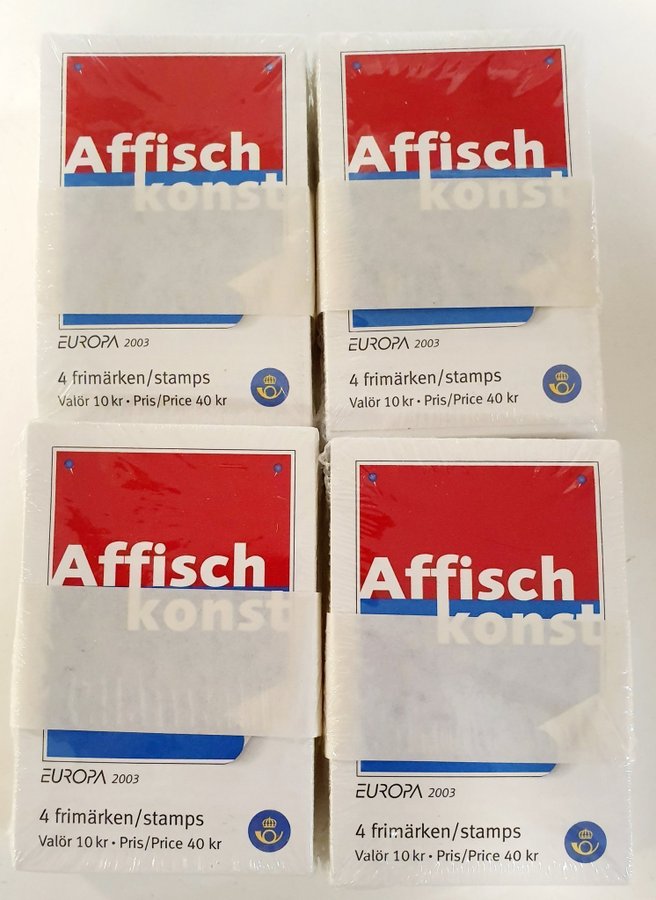 Affisch
konst
EUROPA 2003
4 frimärken/stamps
Valör 10 kr • Pris/Price 40 kr
Affisch
konst
EUROPA 2003
4 frimärken/stamps
Valör 10 kr • Pris/Price 40 kr
Affisch
konst
EUROPA 2003
4 frimärken/stamps
Valör 10 kr • Pris/Price 40 kr
Affisch
konst
EUROPA 2003
4 frimärken/stamps
Valör 10 kr • Pris/Price 40 kr